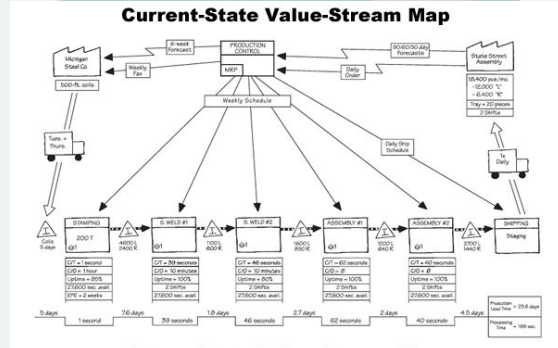 Current-State Value-Stream Map
6-week
Forecast
PRODUCTION
CONTROL
MRP
90/60/30 day
Forecasts
Michigan
Steel Co.
Weekly
Fax
Daily
Order
State Street
Assembly
500-ft. coils
Weekly Schedule
18,400 pcs/mo
-12,000 "L"
-6,400 "R"
Tray = 20 pieces
2 Shifts
Tues. +
Thurs.
Daily Ship
Schedule
1x
Daily
I
Coils
5 days
STAMPING
200 T
1
I
4600 L
2400 R
S. WELD #1
1
I
1100 L
600 R
S. WELD #2
1
I
1600 L
850 R
ASSEMBLY #1
1
I
1200 L
640 R
ASSEMBLY #2
1
I
2700 L
1440 R
SHIPPING
Staging
C/T = 1 second
C/O = 1 hour
Uptime = 85%
27,600 sec. avail.
EPE = 2 weeks
C/T = 39 seconds
C/O = 10 minutes
Uptime = 100%
2 Shifts
27,600 sec. avail.
C/T = 46 seconds
C/O = 10 minutes
Uptime = 80%
2 Shifts
27,600 sec. avail.
C/T = 62 seconds
C/O = Ø
Uptime = 100%
2 Shifts
27,600 sec. avail.
C/T = 40 seconds
C/O = Ø
Uptime = 100%
2 Shifts
27,600 sec. avail.
5 days
1 second
7.6 days
39 seconds
1.8 days
46 seconds
2.7 days
62 seconds
2 days
40 seconds
4.5 days
Production
Lead Time = 23.6 days
Processing
Time = 188 sec.